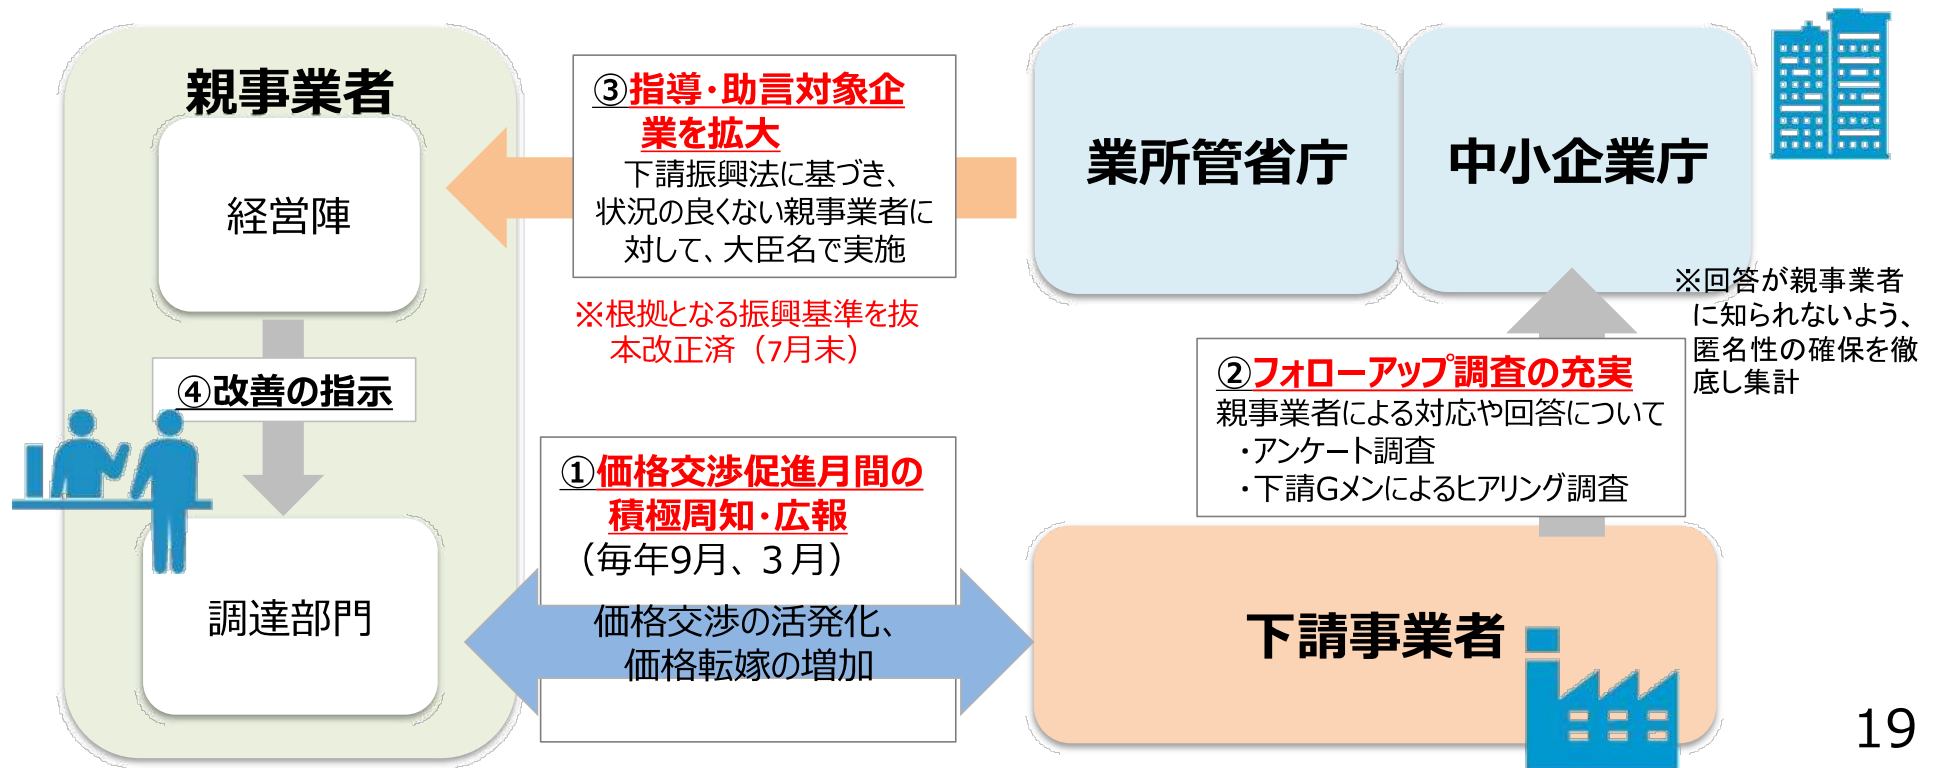 親事業者
経営陣
④改善の指示
調達部門
③指導・助言対象企
業を拡大
下請振興法に基づき、
状況の良くない親事業者に
対して、大臣名で実施
※根拠となる振興基準を抜
本改正済（7月末）
①価格交渉促進月間の
積極周知・広報
（毎年9月、３月）
価格交渉の活発化、
価格転嫁の増加
業所管省庁
中小企業庁
※回答が親事業者
に知られないよう、
匿名性の確保を徹
底し集計
②フォローアップ調査の充実
親事業者による対応や回答について
・アンケート調査
・下請Gメンによるヒアリング調査
下請事業者
19